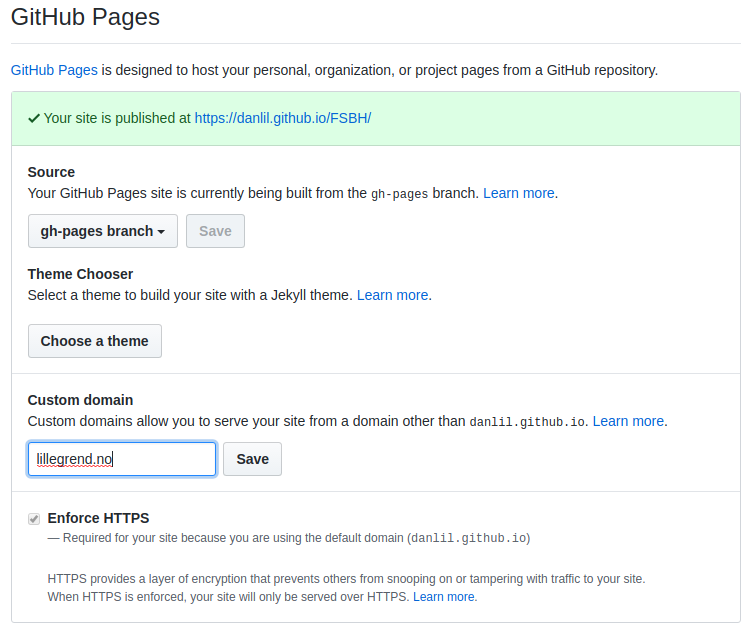 GitHub Pages
GitHub Pages is designed to host your personal, organization, or project pages from a GitHub repository.
Your site is published at https://danlil.github.io/FSBH/
Source
Your GitHub Pages site is currently being built from the gh-pages branch. Learn more.
gh-pages branch Save
Theme Chooser
Select a theme to build your site with a Jekyll theme. Learn more.
Choose a theme
Custom domain
Custom domains allow you to serve your site from a domain other than danlil.github.io. Learn more.
lillegrend.no Save
Enforce HTTPS
— Required for your site because you are using the default domain (danlil.github.io)
HTTPS provides a layer of encryption that prevents others from snooping on or tampering with traffic to your site.
When HTTPS is enforced, your site will only be served over HTTPS. Learn more.